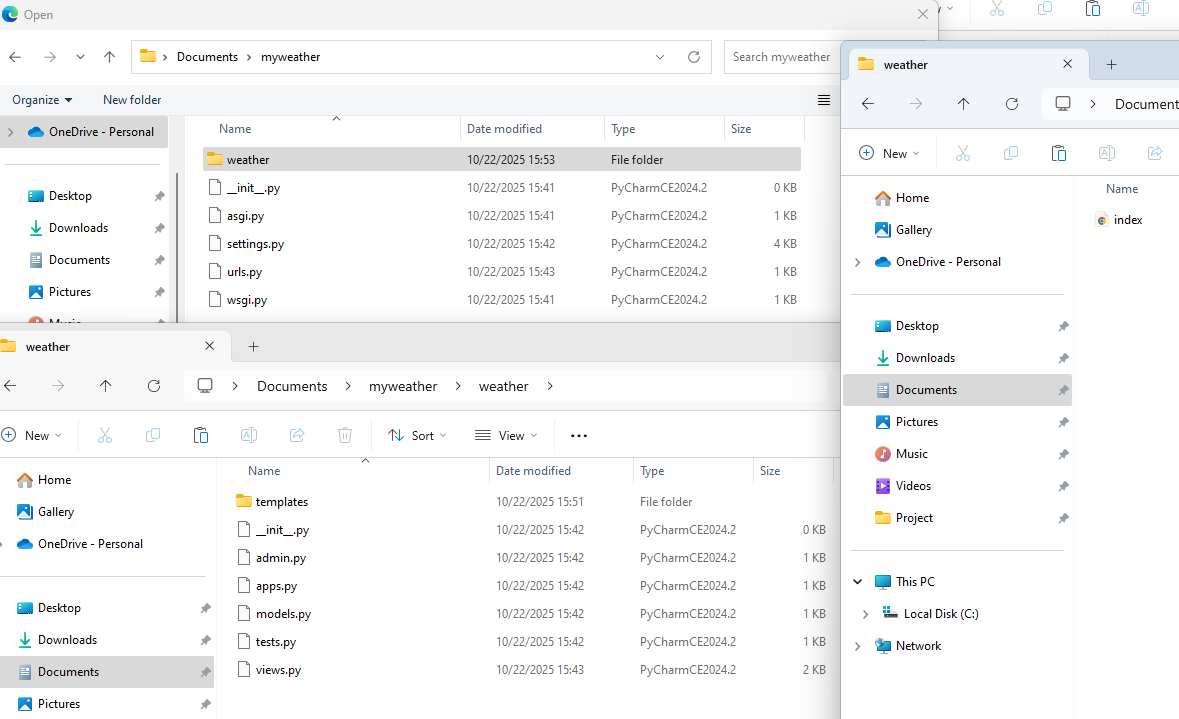 Open
Documents myweather
Search myweather
Organize
New folder
OneDrive - Personal
Desktop
Downloads
Documents
Pictures
Music
Name Date modified Type Size
weather 10/22/2025 15:53 File folder
__init__.py 10/22/2025 15:41 PyCharmCE2024.2 0 KB
asgi.py 10/22/2025 15:41 PyCharmCE2024.2 1 KB
settings.py 10/22/2025 15:42 PyCharmCE2024.2 4 KB
urls.py 10/22/2025 15:43 PyCharmCE2024.2 1 KB
wsgi.py 10/22/2025 15:41 PyCharmCE2024.2 1 KB
weather
Documents myweather weather
New Sort View
Home
Gallery
OneDrive - Personal
Desktop
Downloads
Documents
Pictures
Name Date modified Type Size
templates 10/22/2025 15:51 File folder
__init__.py 10/22/2025 15:42 PyCharmCE2024.2 0 KB
admin.py 10/22/2025 15:42 PyCharmCE2024.2 1 KB
apps.py 10/22/2025 15:42 PyCharmCE2024.2 1 KB
models.py 10/22/2025 15:42 PyCharmCE2024.2 1 KB
tests.py 10/22/2025 15:42 PyCharmCE2024.2 1 KB
views.py 10/22/2025 15:43 PyCharmCE2024.2 2 KB
weather
Document
New
Home
Gallery
OneDrive - Personal
Desktop
Downloads
Documents
Pictures
Music
Videos
Project
This PC
Local Disk (C:)
Network
Name
index